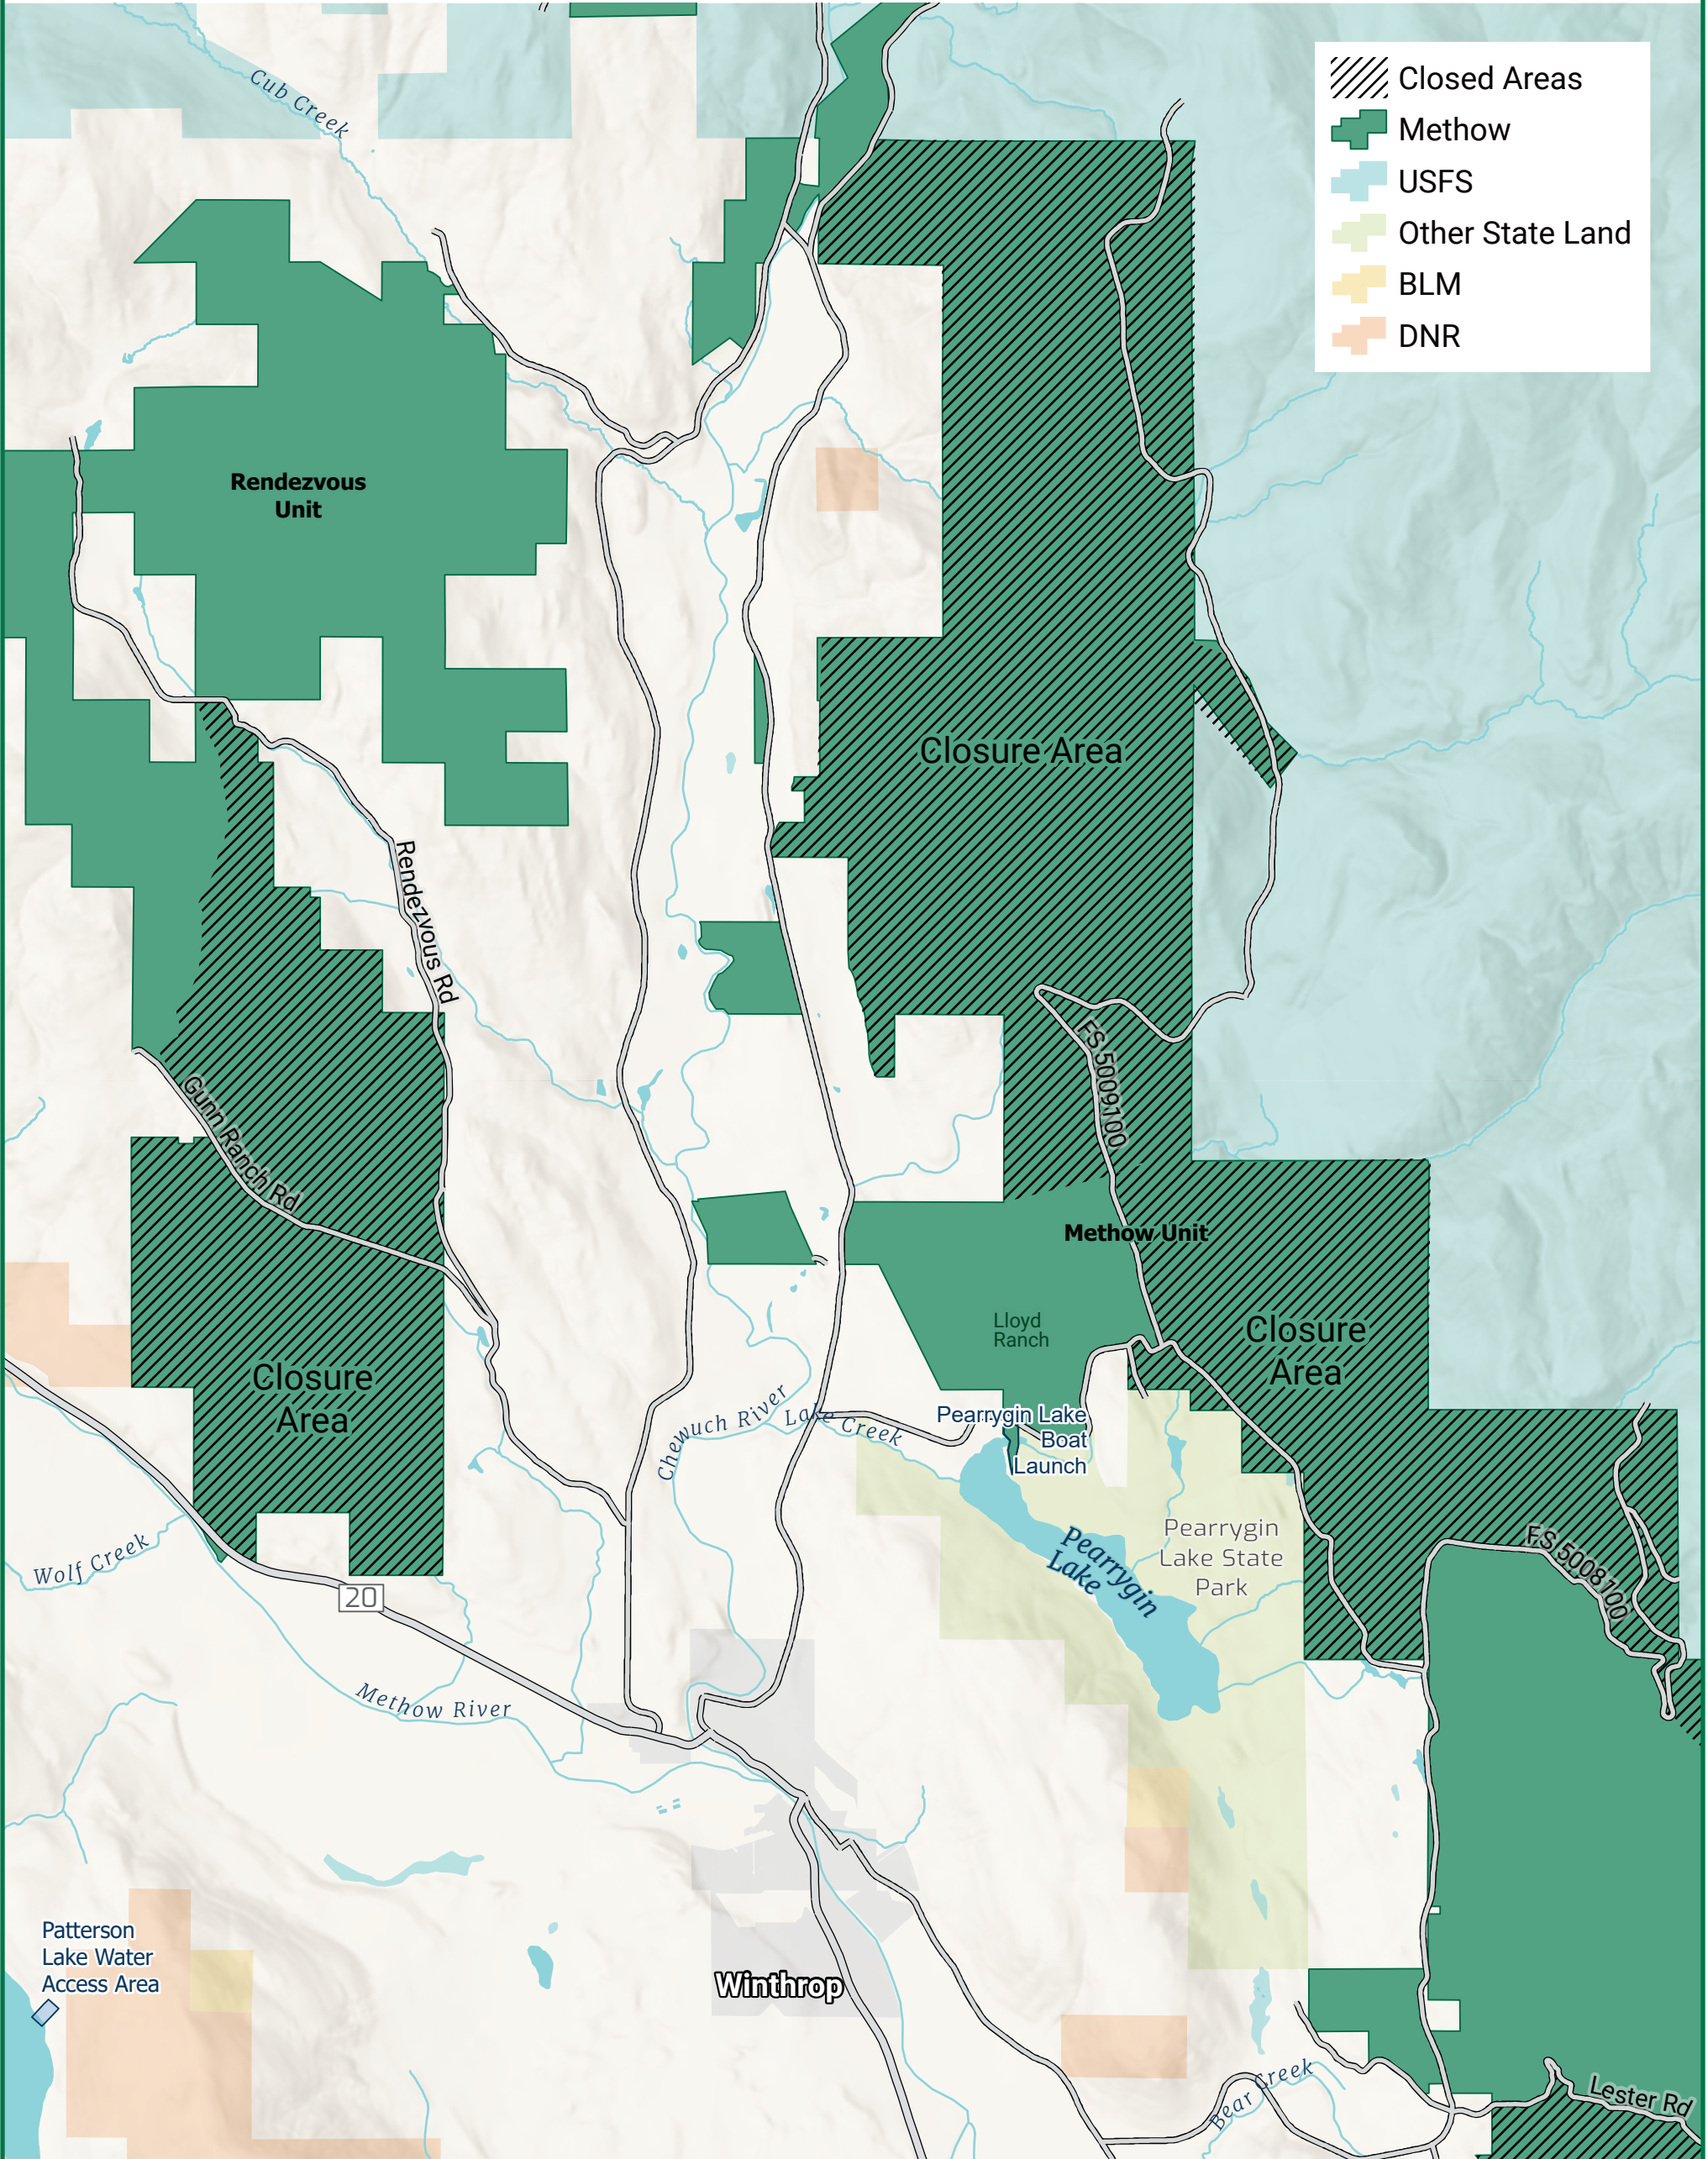 Closed Areas
Methow
USFS
Other State Land
BLM
DNR
Cub Creek
Rendezvous
Unit
Closure Area
Rendezvous Rd
FS 5009100
Gunn Ranch Rd
Methow Unit
Lloyd
Ranch
Closure
Area
Closure
Area
Chewuch River
Lake Creek
Pearrygin Lake
Boat
Launch
Pearrygin
Lake
Pearrygin
Lake State
Park
FS 5008100
Wolf Creek
20
Methow River
Patterson
Lake Water
Access Area
Winthrop
Bear Creek
Lester Rd